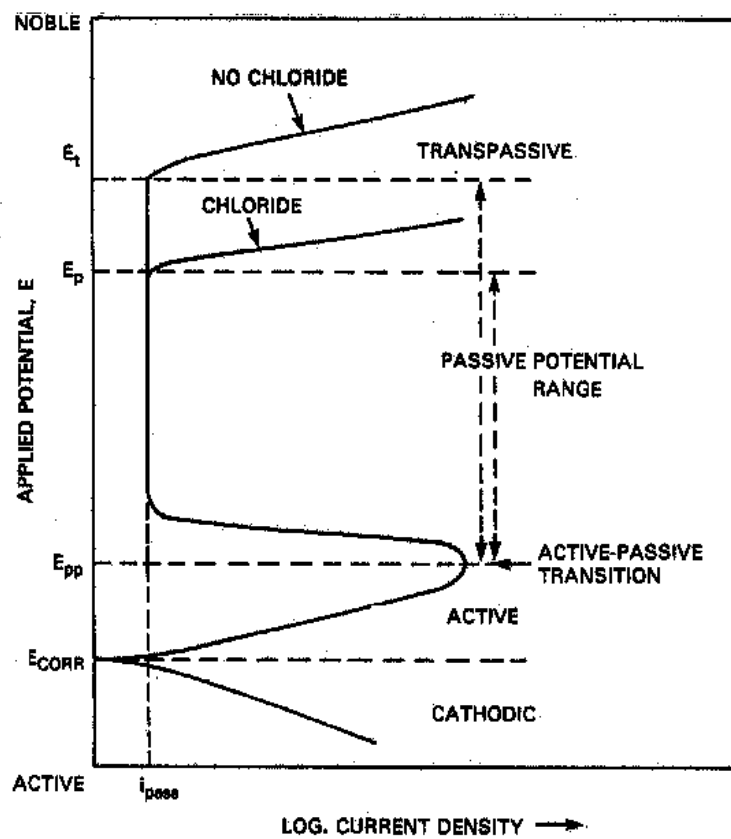 NOBLE
NO CHLORIDE
Et
TRANSPASSIVE
CHLORIDE
Ep
APPLIED POTENTIAL, E
PASSIVE POTENTIAL
RANGE
Epp
ACTIVE-PASSIVE
TRANSITION
ACTIVE
ECORR
CATHODIC
ACTIVE
ipass
LOG. CURRENT DENSITY